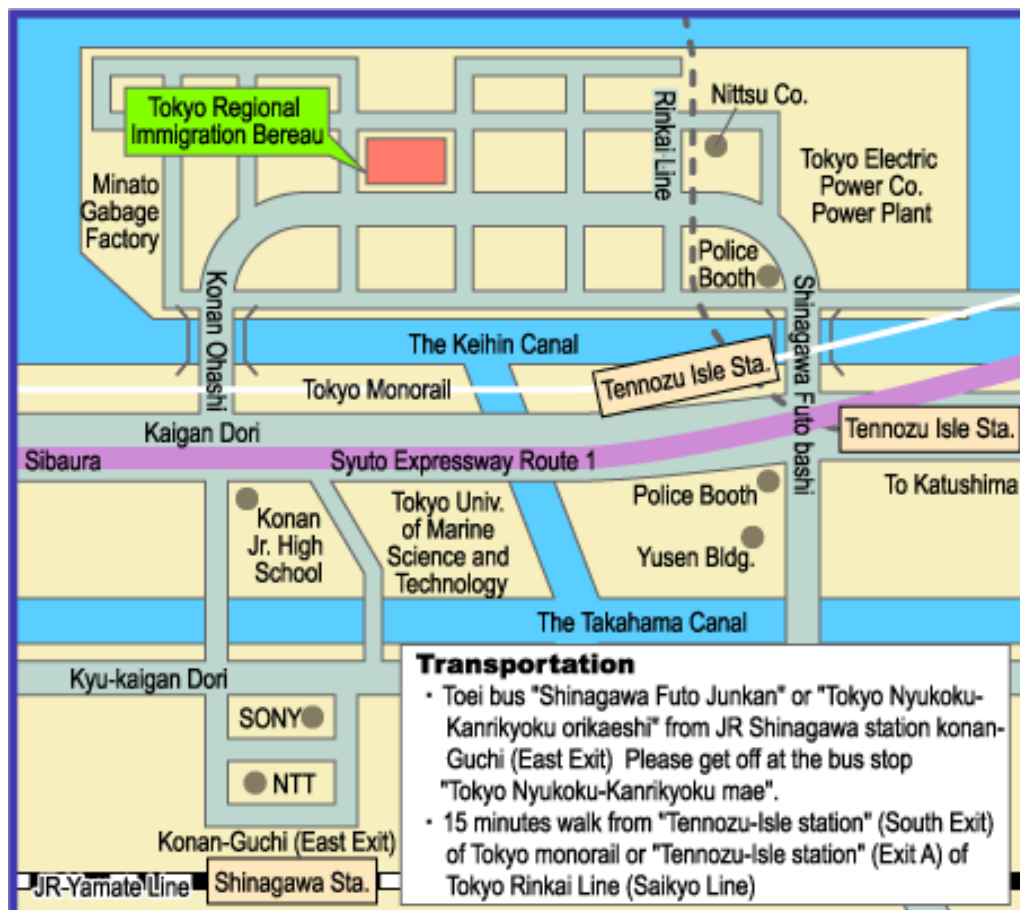 Tokyo Regional
Immigration Bereau
Nittsu Co.
Rinkai Line
Minato
Gabage
Factory
Tokyo Electric
Power Co.
Power Plant
Police
Booth
Konan Ohashi
Shinagawa Futo bashi
The Keihin Canal
Tennozu Isle Sta.
Tokyo Monorail
Kaigan Dori
Tennozu Isle Sta.
Sibaura
Syuto Expressway Route 1
Konan
Jr. High
School
Tokyo Univ.
of Marine
Science and
Technology
Police Booth
To Katushima
Yusen Bldg.
The Takahama Canal
Kyu-kaigan Dori
SONY
NTT
Konan-Guchi (East Exit)
JR-Yamate Line
Shinagawa Sta.
Transportation
· Toei bus "Shinagawa Futo Junkan" or "Tokyo Nyukoku-
Kanrikyoku orikaeshi" from JR Shinagawa station konan-
Guchi (East Exit) Please get off at the bus stop
"Tokyo Nyukoku-Kanrikyoku mae".
· 15 minutes walk from "Tennozu-Isle station" (South Exit)
of Tokyo monorail or "Tennozu-Isle station" (Exit A) of
Tokyo Rinkai Line (Saikyo Line)